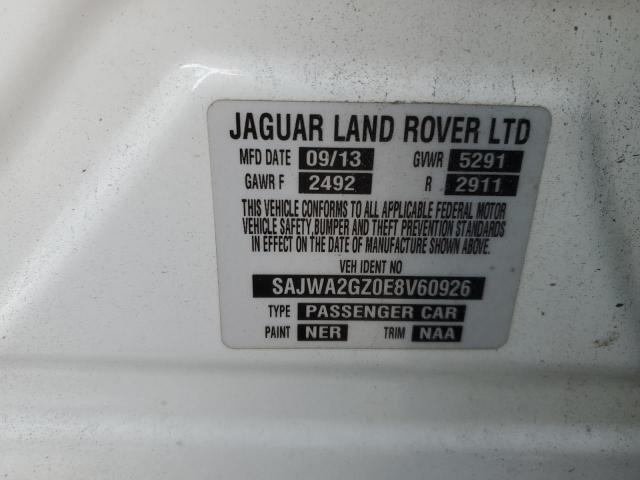 JAGUAR LAND ROVER LTD
MFD DATE 09/13 GVWR 5291
GAWR F 2492 R 2911
THIS VEHICLE CONFORMS TO ALL APPLICABLE FEDERAL MOTOR
VEHICLE SAFETY,BUMPER AND THEFT PREVENTION STANDARDS
IN EFFECT ON THE DATE OF MANUFACTURE SHOWN ABOVE.
VEH IDENT NO
SAJWA2GZ0E8V60926
TYPE PASSENGER CAR
PAINT NER TRIM NAA